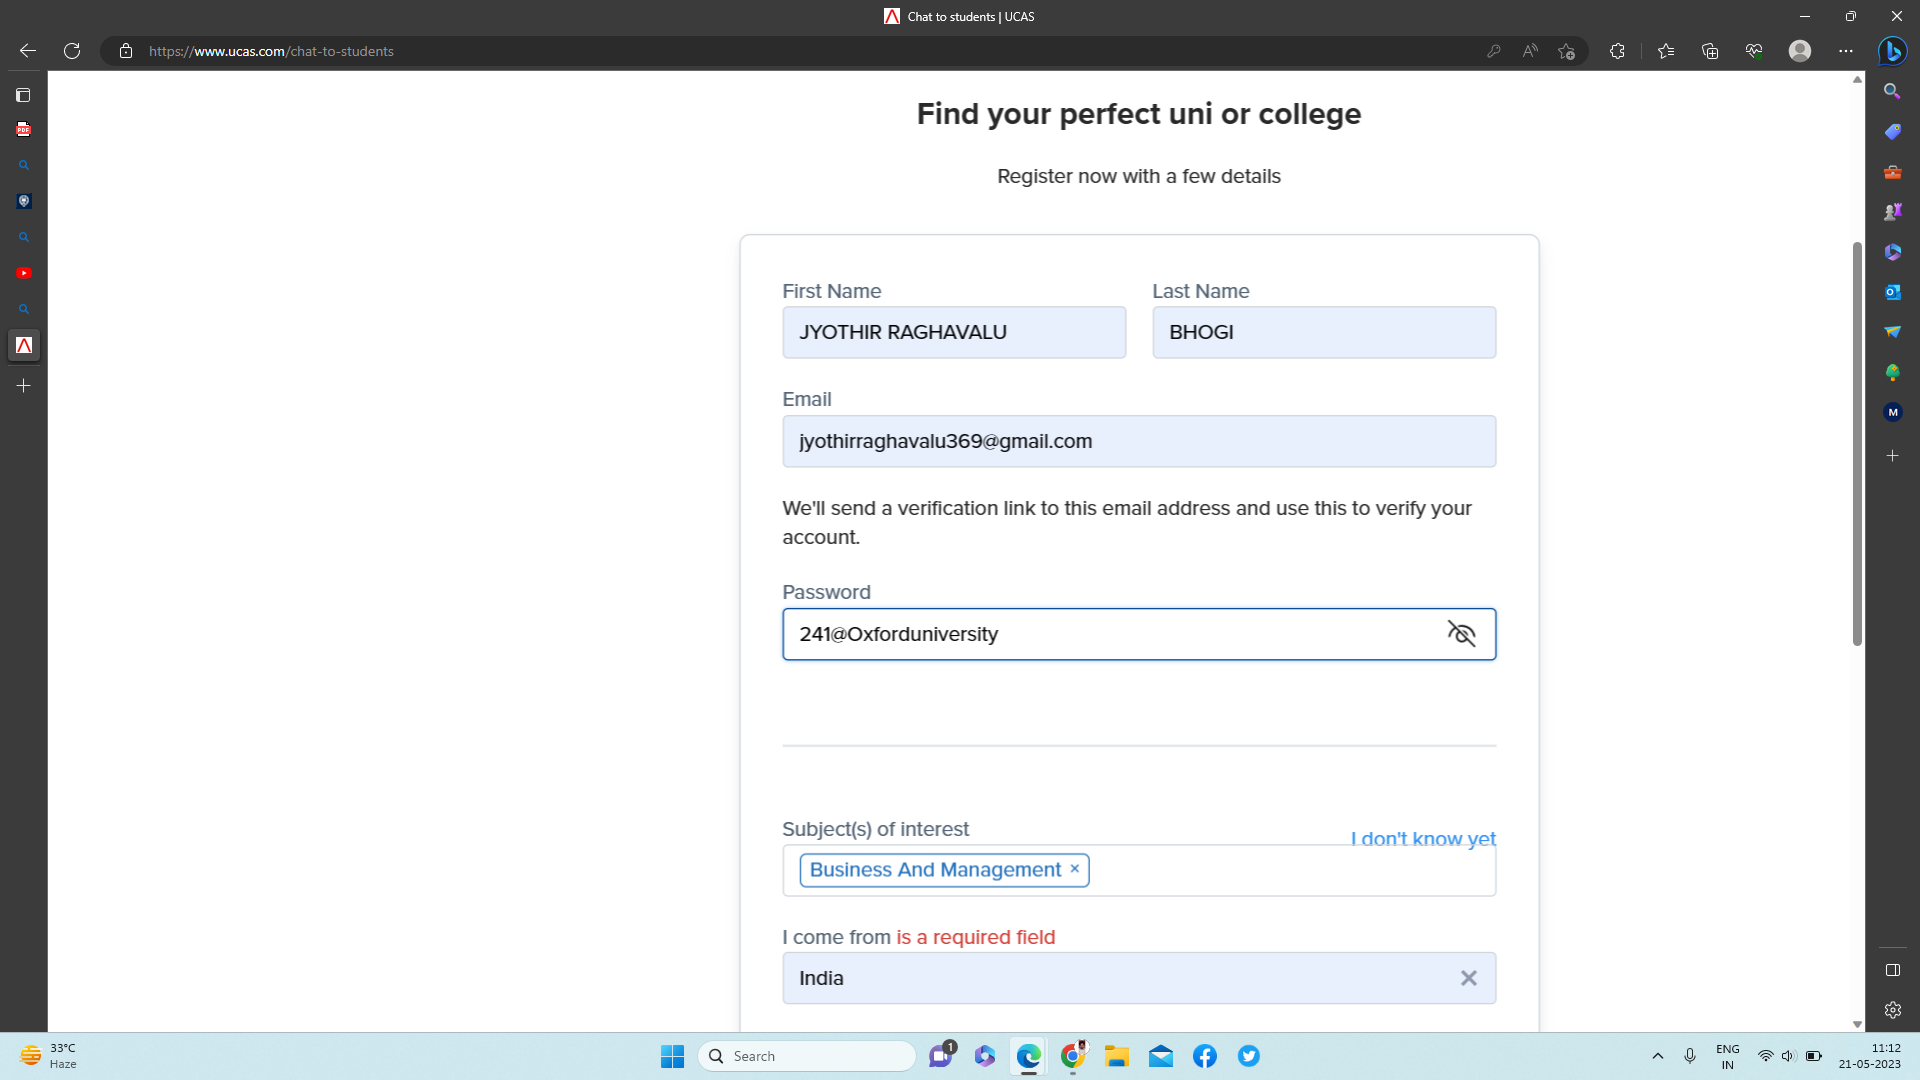 Chat to students | UCAS
https://www.ucas.com/chat-to-students
Find your perfect uni or college
Register now with a few details
First Name
Last Name
JYOTHIR RAGHAVALU
BHOGI
Email
jyothirraghavalu369@gmail.com
We'll send a verification link to this email address and use this to verify your
account.
Password
241@Oxforduniversity
Subject(s) of interest
I don't know yet
Business And Management ×
I come from is a required field
India
PDF
M
33°C
Haze
Search
1
ENG
IN
11:12
21-05-2023